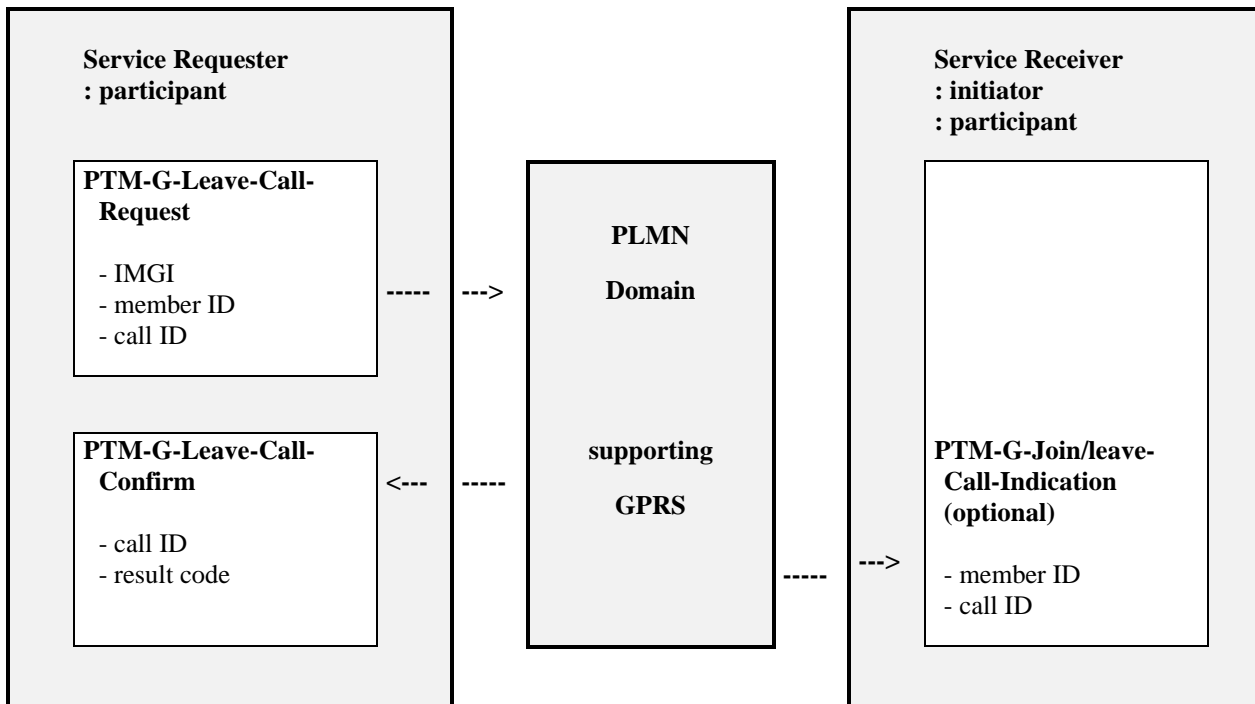 Service Requester
: participant
PTM-G-Leave-Call-
Request
- IMGI
- member ID
- call ID
----- --->
PTM-G-Leave-Call-
Confirm
- call ID
- result code
<--- -----
PLMN
Domain
supporting
GPRS
----- --->
Service Receiver
: initiator
: participant
PTM-G-Join/leave-
Call-Indication
(optional)
- member ID
- call ID